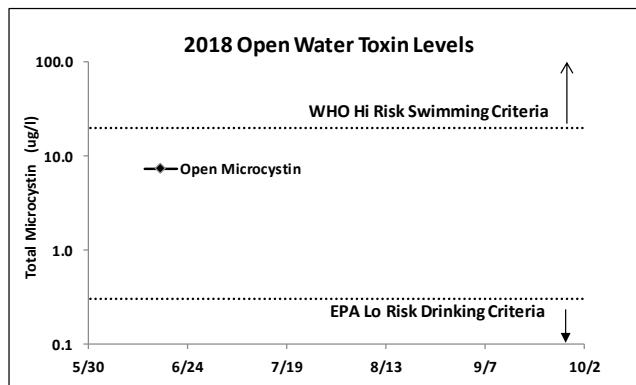 2018 Open Water Toxin Levels
100.0
WHO Hi Risk Swimming Criteria
10.0
Open Microcystin
Total Microcystin (ug/l)
1.0
EPA Lo Risk Drinking Criteria
0.1
5/30 6/24 7/19 8/13 9/7 10/2